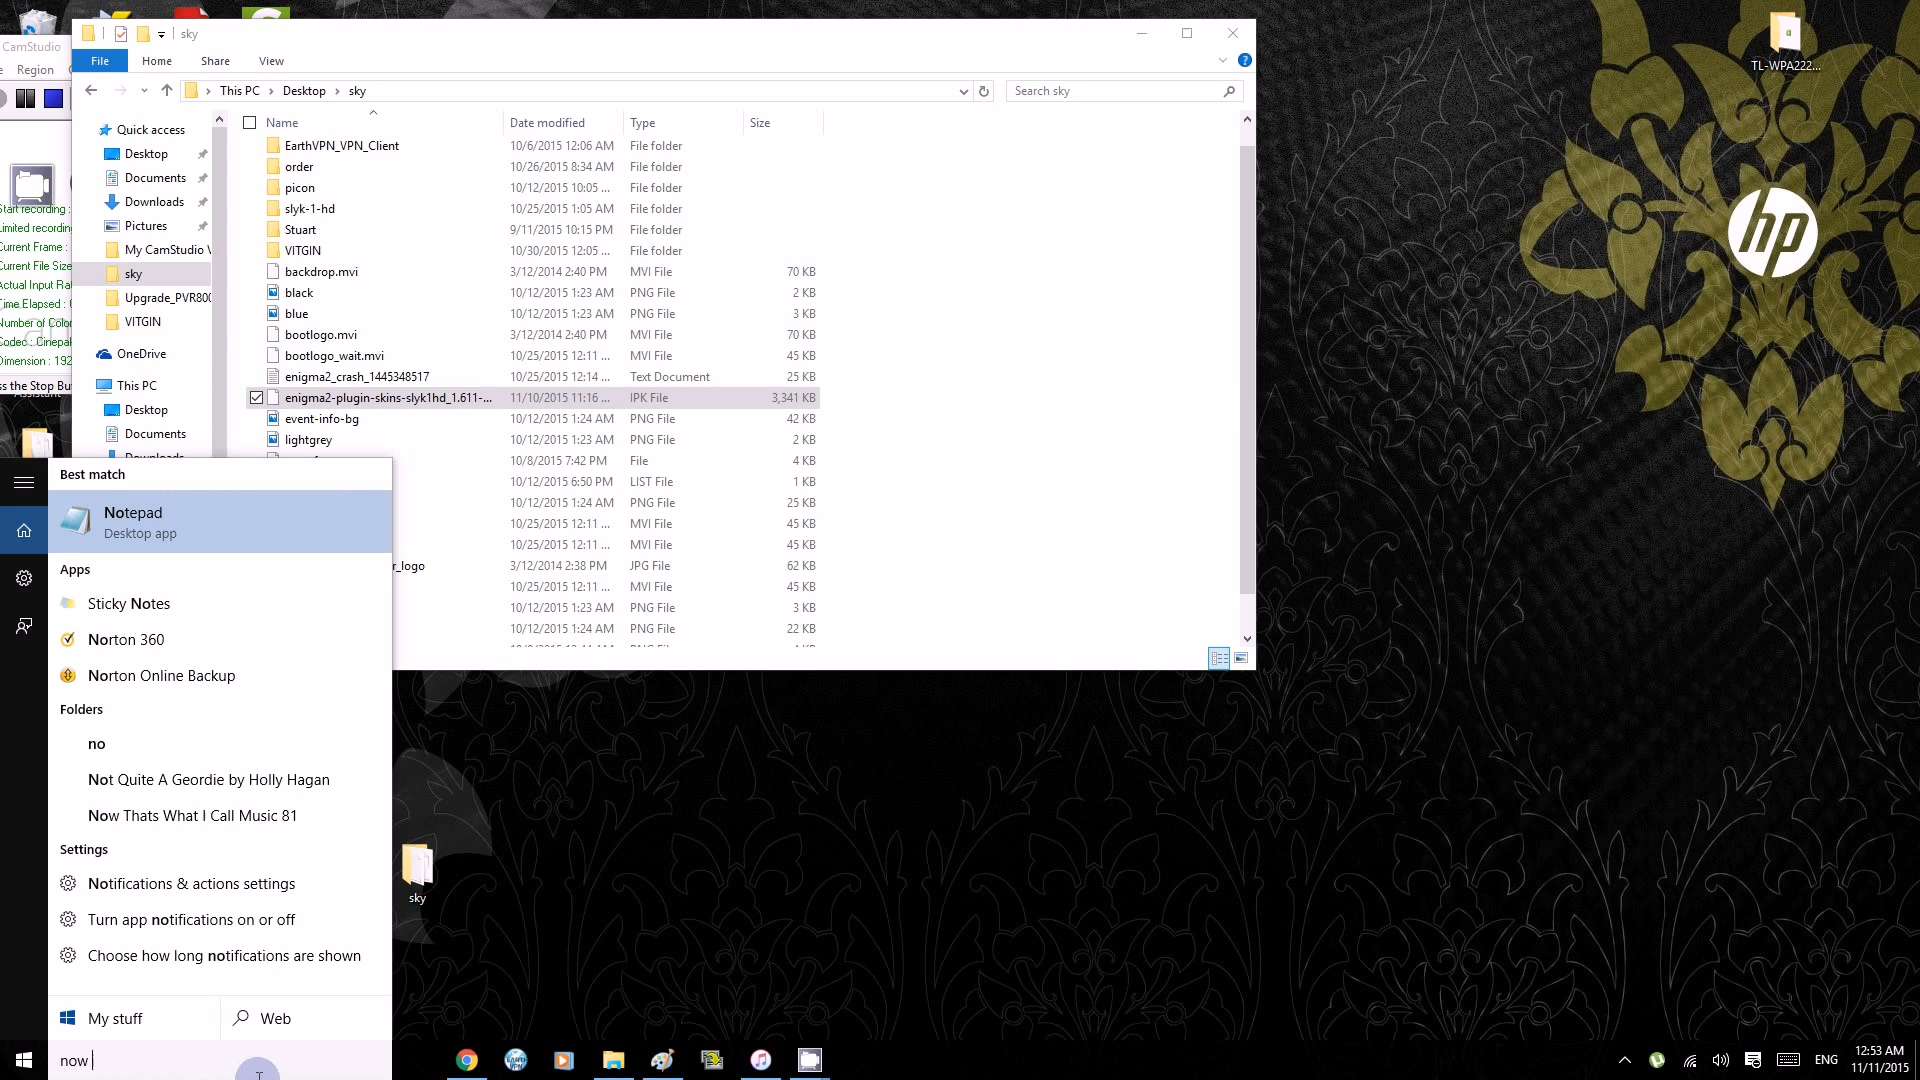 CamStudio
Region
Start recording :
Limited recording
Current Frame :
Current File Size
Actual Input Ra
Time Elapsed :
Number of Color
Codec : Cinepak
Dimension : 192
ss the Stop Bu
Assistant
sky
File
Home
Share
View
This PC
Desktop
sky
Search sky
Quick access
Desktop
Documents
Downloads
Pictures
My CamStudio V
sky
Upgrade_PVR800
VITGIN
OneDrive
This PC
Desktop
Documents
Downloads
Name Date modified Type Size
EarthVPN_VPN_Client 10/6/2015 12:06 AM File folder
order 10/26/2015 8:34 AM File folder
picon 10/12/2015 10:05 ... File folder
slyk-1-hd 10/25/2015 1:05 AM File folder
Stuart 9/11/2015 10:15 PM File folder
VITGIN 10/30/2015 12:05 ... File folder
backdrop.mvi 3/12/2014 2:40 PM MVI File 70 KB
black 10/12/2015 1:23 AM PNG File 2 KB
blue 10/12/2015 1:23 AM PNG File 3 KB
bootlogo.mvi 3/12/2014 2:40 PM MVI File 70 KB
bootlogo_wait.mvi 10/25/2015 12:11 ... MVI File 45 KB
enigma2_crash_1445348517 10/25/2015 12:14 ... Text Document 25 KB
enigma2-plugin-skins-slyk1hd_1.611-... 11/10/2015 11:16 ... IPK File 3,341 KB
event-info-bg 10/12/2015 1:24 AM PNG File 42 KB
lightgrey 10/12/2015 1:23 AM PNG File 2 KB
10/8/2015 7:42 PM File 4 KB
10/12/2015 6:50 PM LIST File 1 KB
10/12/2015 1:24 AM PNG File 25 KB
10/25/2015 12:11 ... MVI File 45 KB
10/25/2015 12:11 ... MVI File 45 KB
r_logo 3/12/2014 2:38 PM JPG File 62 KB
10/25/2015 12:11 ... MVI File 45 KB
10/12/2015 1:23 AM PNG File 3 KB
10/12/2015 1:24 AM PNG File 22 KB
Best match
Notepad
Desktop app
Apps
Sticky Notes
Norton 360
Norton Online Backup
Folders
no
Not Quite A Geordie by Holly Hagan
Now Thats What I Call Music 81
Settings
Notifications & actions settings
Turn app notifications on or off
Choose how long notifications are shown
My stuff
Web
now
sky
TL-WPA222...
hp
ENG
12:53 AM
11/11/2015